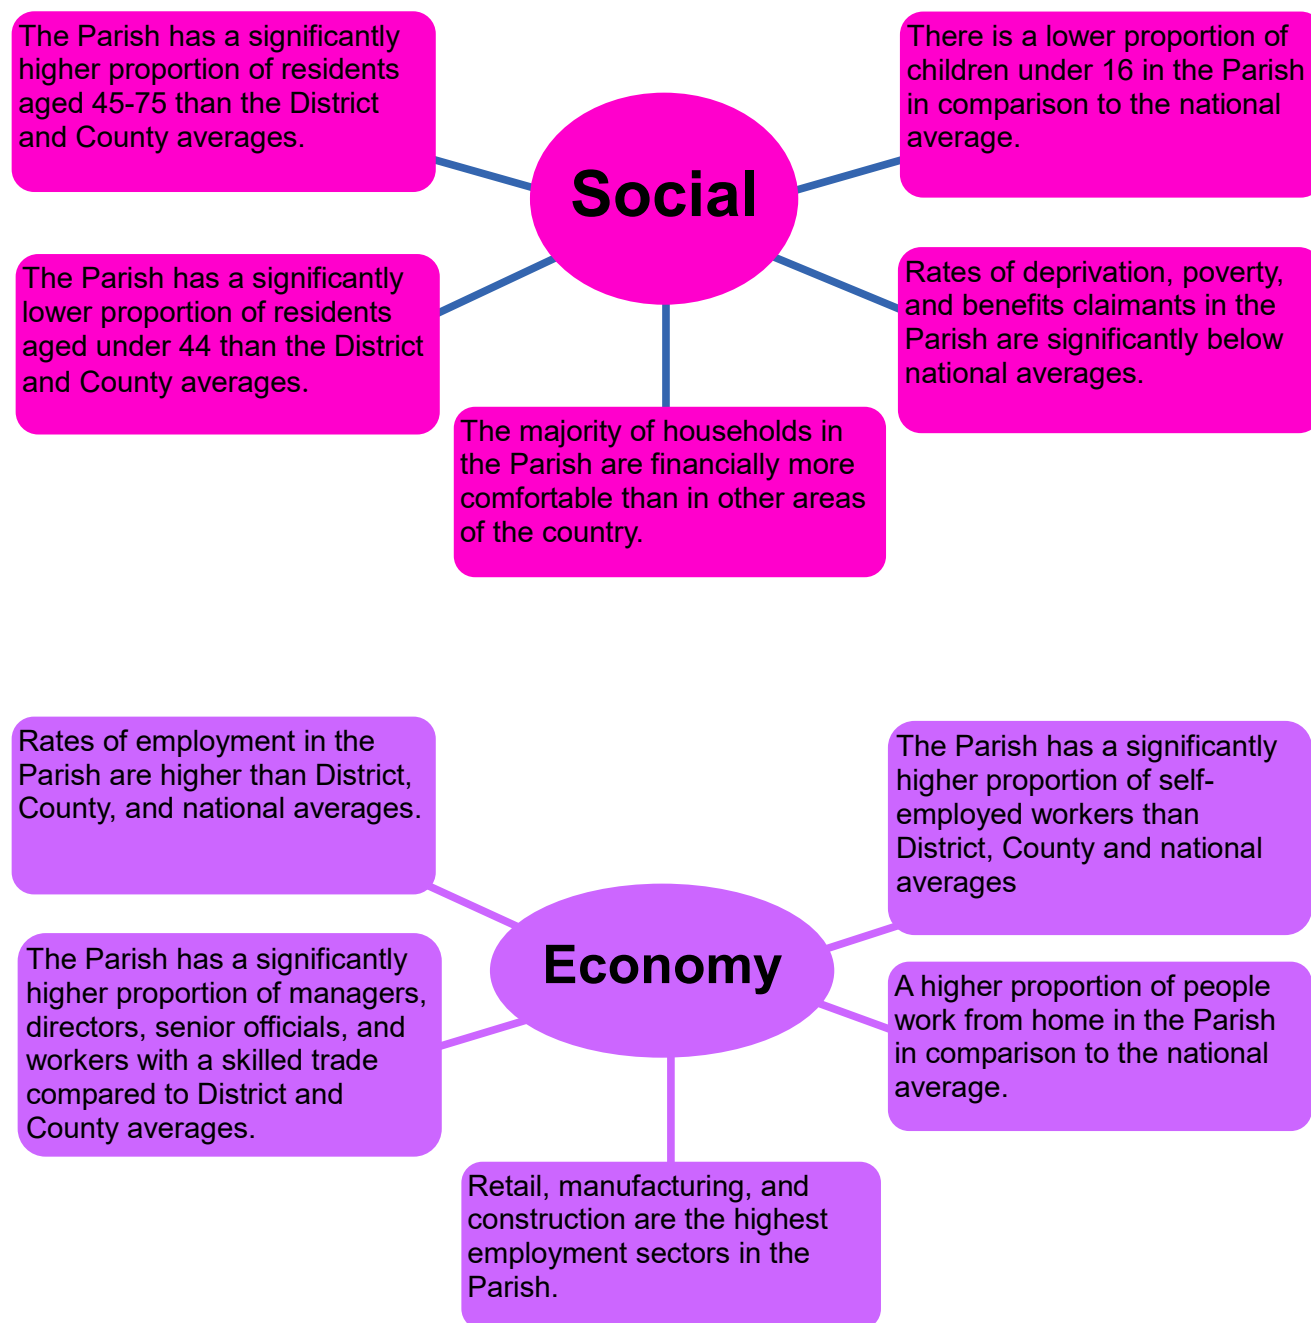 The Parish has a significantly
higher proportion of residents
aged 45-75 than the District
and County averages.
There is a lower proportion of
children under 16 in the Parish
in comparison to the national
average.
Social
The Parish has a significantly
lower proportion of residents
aged under 44 than the District
and County averages.
Rates of deprivation, poverty,
and benefits claimants in the
Parish are significantly below
national averages.
The majority of households in
the Parish are financially more
comfortable than in other areas
of the country.
Rates of employment in the
Parish are higher than District,
County, and national averages.
The Parish has a significantly
higher proportion of self-
employed workers than
District, County and national
averages
Economy
The Parish has a significantly
higher proportion of managers,
directors, senior officials, and
workers with a skilled trade
compared to District and
County averages.
A higher proportion of people
work from home in the Parish
in comparison to the national
average.
Retail, manufacturing, and
construction are the highest
employment sectors in the
Parish.